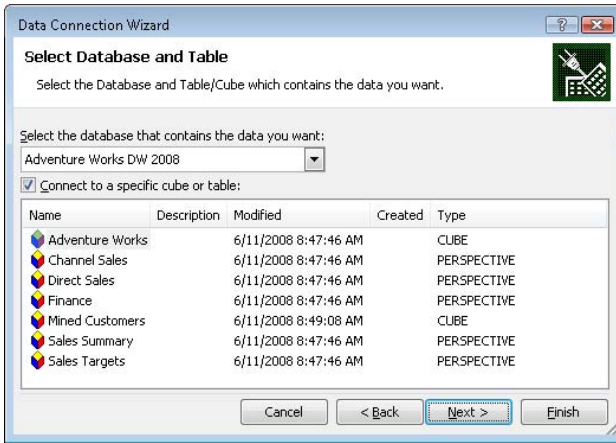 Data Connection Wizard
Select Database and Table
Select the Database and Table/Cube which contains the data you want.
Select the database that contains the data you want:
Adventure Works DW 2008
Connect to a specific cube or table:
Name Description Modified Created Type
Adventure Works 6/11/2008 8:47:46 AM CUBE
Channel Sales 6/11/2008 8:47:46 AM PERSPECTIVE
Direct Sales 6/11/2008 8:47:46 AM PERSPECTIVE
Finance 6/11/2008 8:47:46 AM PERSPECTIVE
Mined Customers 6/11/2008 8:49:08 AM CUBE
Sales Summary 6/11/2008 8:47:46 AM PERSPECTIVE
Sales Targets 6/11/2008 8:47:46 AM PERSPECTIVE
Cancel < Back Next > Finish